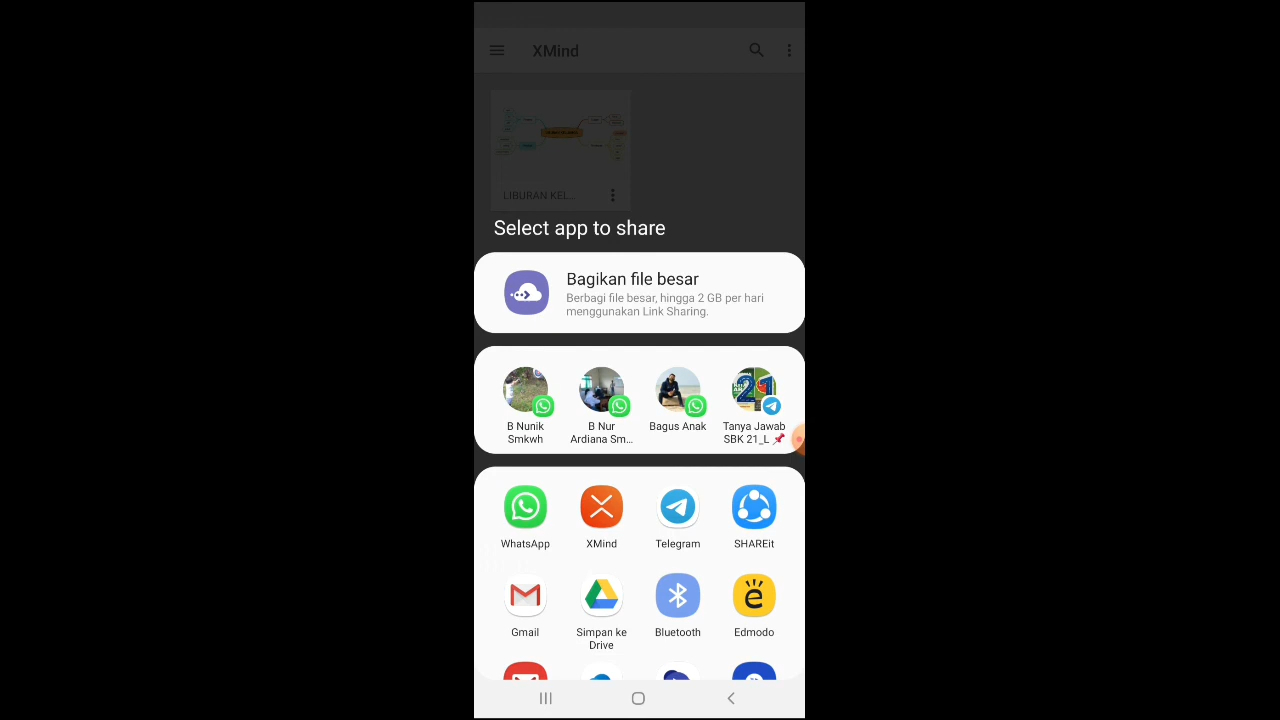 XMind
LIBURAN KEL...
Select app to share
Bagikan file besar
Berbagi file besar, hingga 2 GB per hari
menggunakan Link Sharing.
B Nunik
Smkwh
B Nur
Ardiana Sm...
Bagus Anak
Tanya Jawab
SBK 21_L 📌
WhatsApp
XMind
Telegram
SHAREit
Gmail
Simpan ke
Drive
Bluetooth
Edmodo